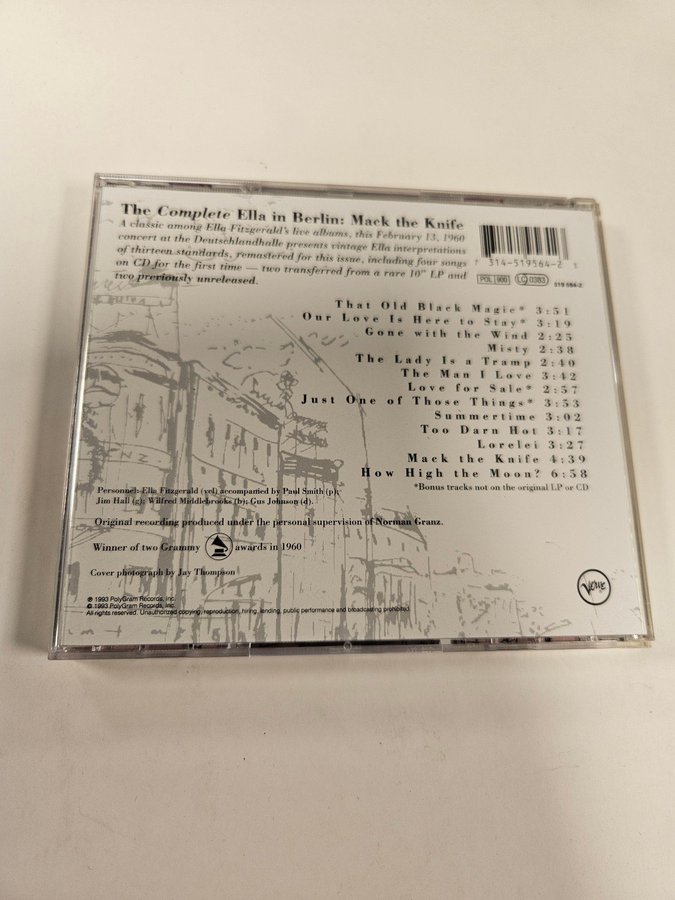 The Complete Ella in Berlin: Mack the Knife
A classic among Ella Fitzgerald's live albums, this February 13, 1960
concert at the Deutschlandhalle presents vintage Ella interpretations
of thirteen standards, remastered for this issue, including four songs
on CD for the first time — two transferred from a rare 10" LP and
two previously unreleased.
7 314-519564-2 8
POL 900 LC 0383 519 564-2
That Old Black Magic* 3:51
Our Love Is Here to Stay* 3:19
Gone with the Wind 2:25
Misty 2:38
The Lady Is a Tramp 2:40
The Man I Love 3:42
Love for Sale* 2:57
Just One of Those Things* 3:53
Summertime 3:02
Too Darn Hot 3:17
Lorelei 3:27
Mack the Knife 4:39
How High the Moon? 6:58
*Bonus tracks not on the original LP or CD
Personnel: Ella Fitzgerald (vcl) accompanied by Paul Smith (p);
Jim Hall (g); Wilfred Middlebrooks (b); Gus Johnson (d).
Original recording produced under the personal supervision of Norman Granz.
Winner of two Grammy awards in 1960
Cover photograph by Jay Thompson
℗ 1993 PolyGram Records, Inc.
© 1993 PolyGram Records, Inc.
All rights reserved. Unauthorized copying, reproduction, hiring, lending, public performance and broadcasting prohibited.
Verve